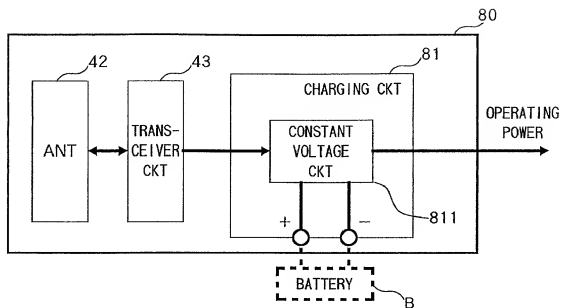 80
42
43
81
CHARGING CKT
OPERATING
POWER
ANT
TRANS-
CEIVER
CKT
CONSTANT
VOLTAGE
CKT
811
+
−
BATTERY
B